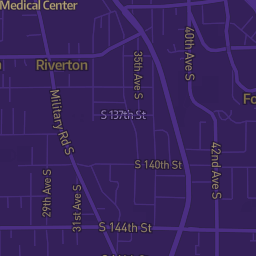 Medical Center
40th Ave S
35th Ave S
Riverton
Fo
S 137th St
Military Rd S
S 140th St
42nd Ave S
29th Ave S
31st Ave S
S 144th St